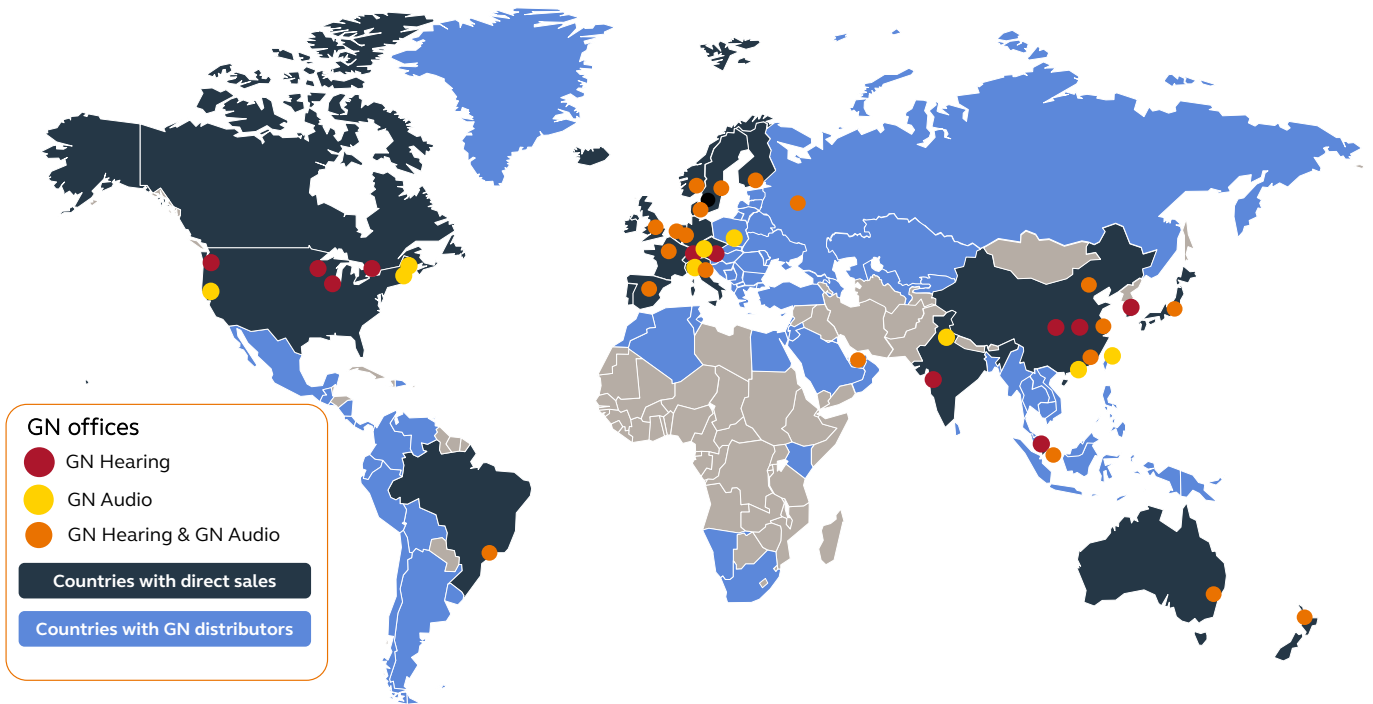 GN offices
GN Hearing
GN Audio
GN Hearing & GN Audio
Countries with direct sales
Countries with GN distributors